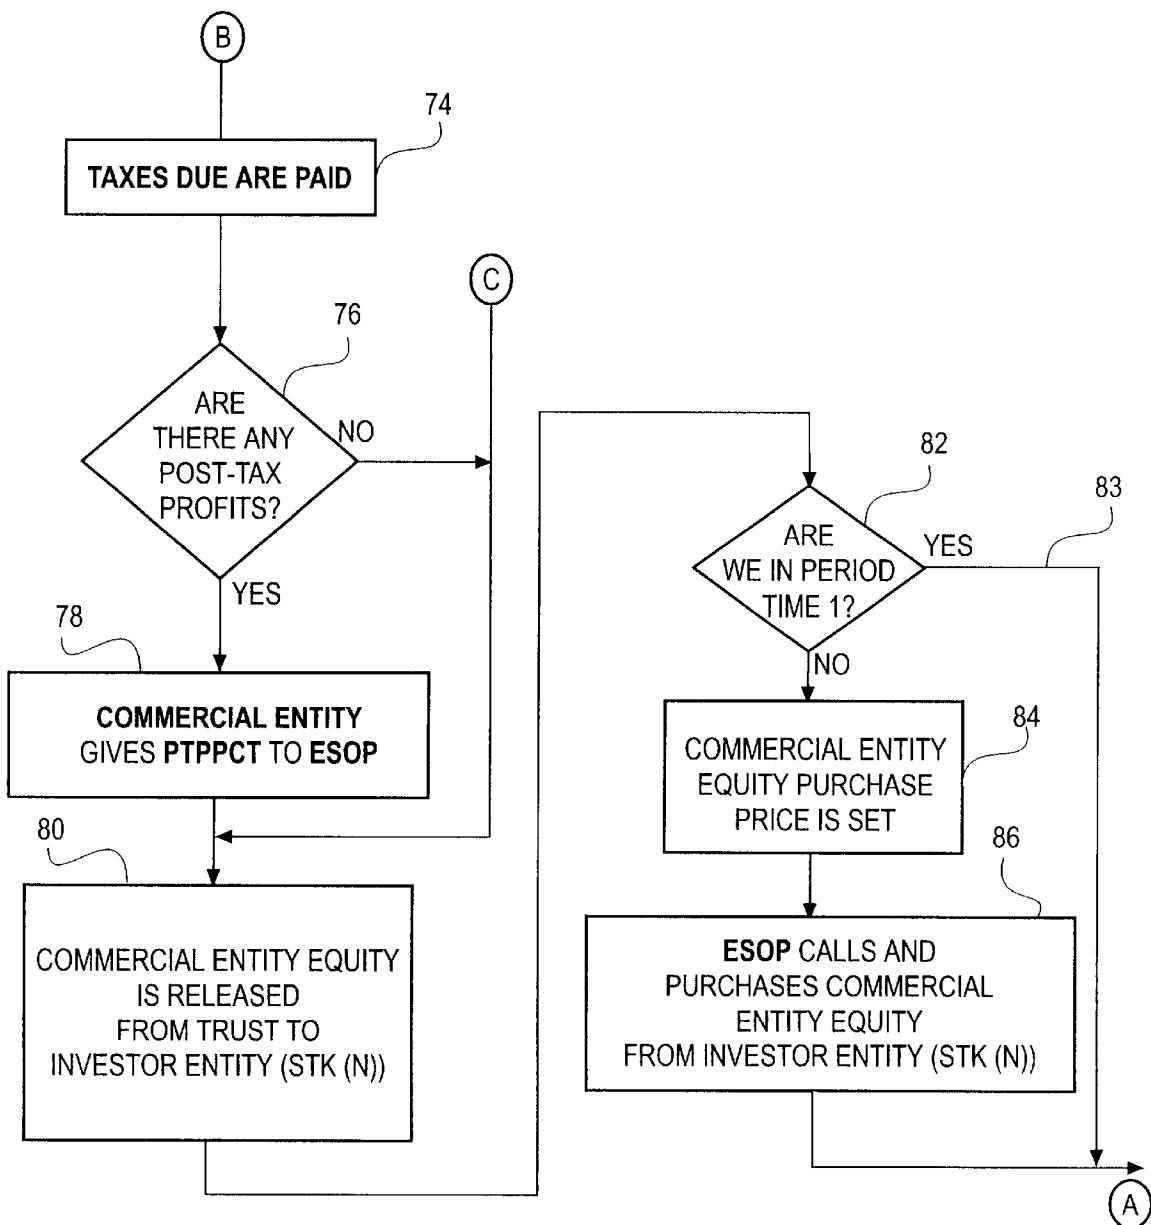 B
74
TAXES DUE ARE PAID
C
76
ARE
THERE ANY
POST-TAX
PROFITS?
NO
YES
78
COMMERCIAL ENTITY
GIVES PTPPCT TO ESOP
80
COMMERCIAL ENTITY EQUITY
IS RELEASED
FROM TRUST TO
INVESTOR ENTITY (STK (N))
82
83
ARE
WE IN PERIOD
TIME 1?
YES
NO
84
COMMERCIAL ENTITY
EQUITY PURCHASE
PRICE IS SET
86
ESOP CALLS AND
PURCHASES COMMERCIAL
ENTITY EQUITY
FROM INVESTOR ENTITY (STK (N))
A